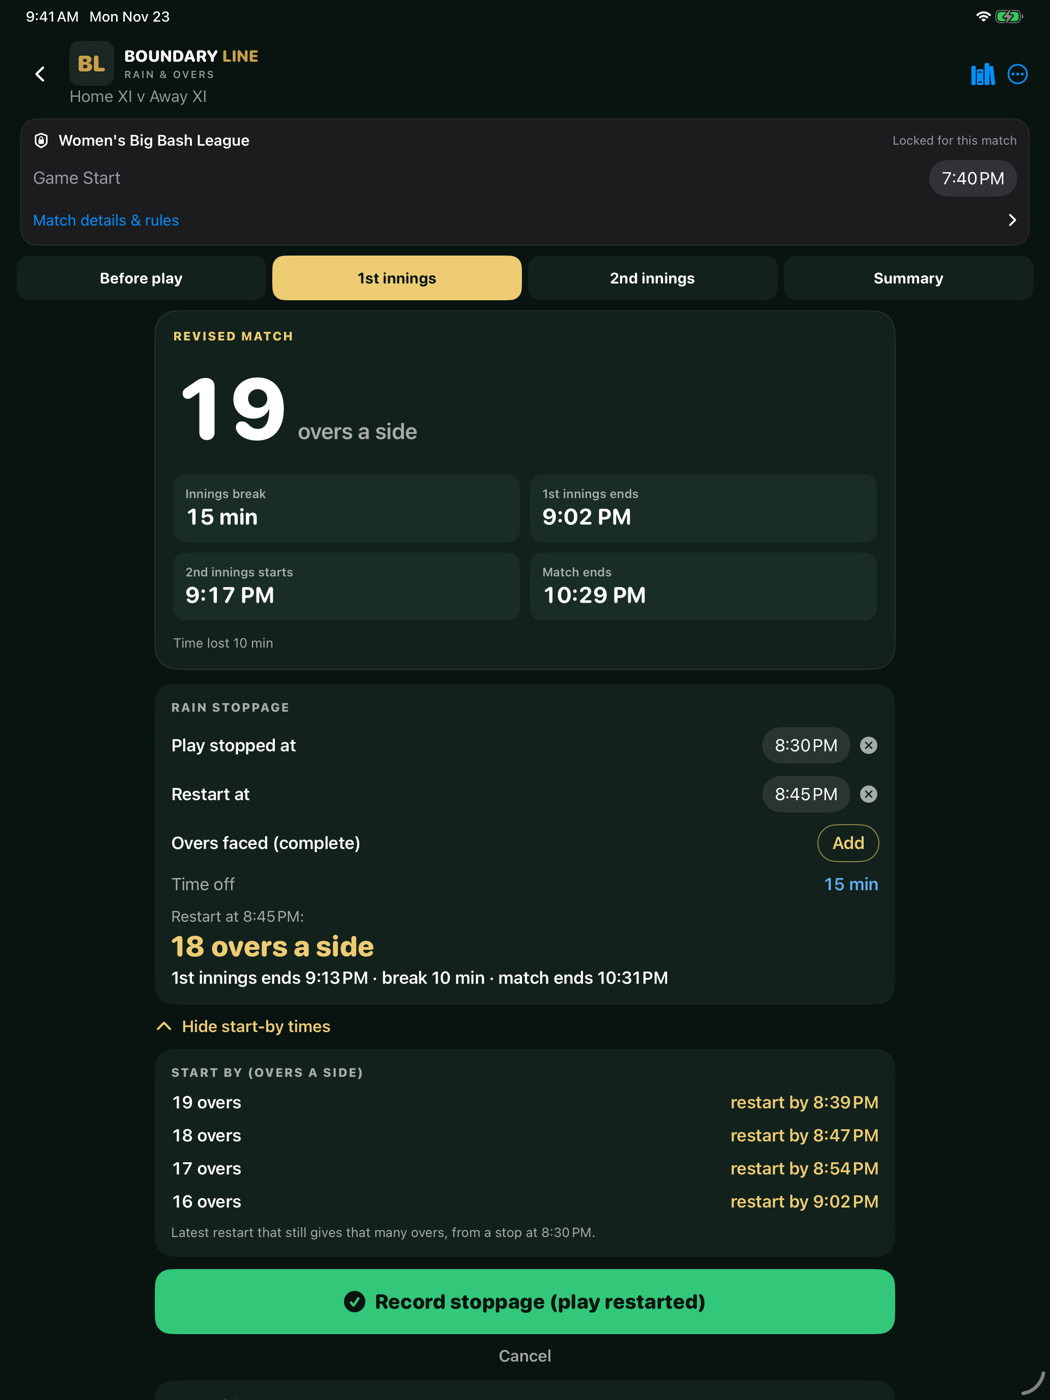 9:41 AM Mon Nov 23
BL
BOUNDARY LINE
RAIN & OVERS
Home XI v Away XI
Women's Big Bash League
Locked for this match
Game Start
7:40 PM
Match details & rules
Before play
1st innings
2nd innings
Summary
REVISED MATCH
19 overs a side
Innings break
15 min
1st innings ends
9:02 PM
2nd innings starts
9:17 PM
Match ends
10:29 PM
Time lost 10 min
RAIN STOPPAGE
Play stopped at
8:30 PM
Restart at
8:45 PM
Overs faced (complete)
Add
Time off
15 min
Restart at 8:45 PM:
18 overs a side
1st innings ends 9:13 PM · break 10 min · match ends 10:31 PM
Hide start-by times
START BY (OVERS A SIDE)
19 overs
restart by 8:39 PM
18 overs
restart by 8:47 PM
17 overs
restart by 8:54 PM
16 overs
restart by 9:02 PM
Latest restart that still gives that many overs, from a stop at 8:30 PM.
Record stoppage (play restarted)
Cancel